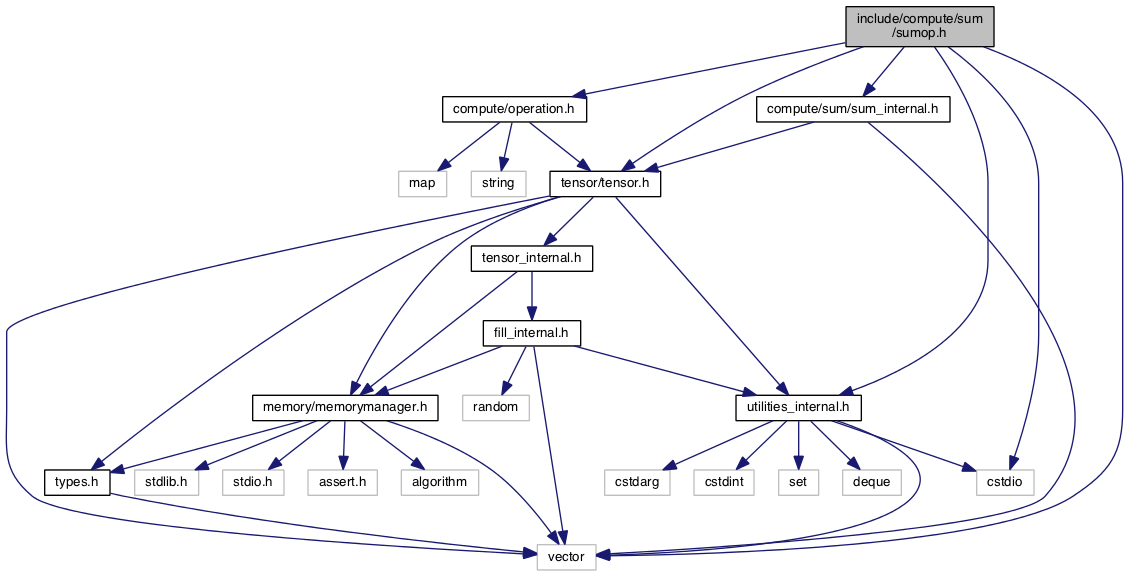 include/compute/sum
/sumop.h
compute/operation.h
compute/sum/sum_internal.h
map
string
tensor/tensor.h
tensor_internal.h
fill_internal.h
memory/memorymanager.h
random
utilities_internal.h
types.h
stdlib.h
stdio.h
assert.h
algorithm
cstdarg
cstdint
set
deque
cstdio
vector